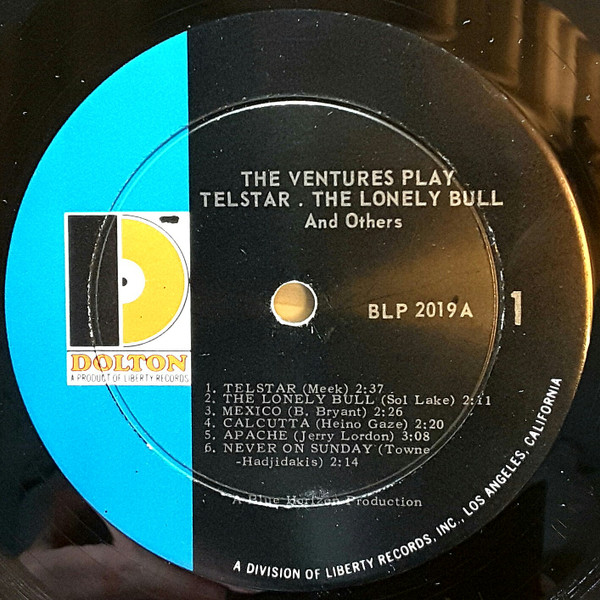 THE VENTURES PLAY
TELSTAR . THE LONELY BULL
And Others
BLP 2019A
1
DOLTON
A PRODUCT OF LIBERTY RECORDS
1. TELSTAR (Meek) 2:37
2. THE LONELY BULL (Sol Lake) 2:11
3. MEXICO (B. Bryant) 2:26
4. CALCUTTA (Heino Gaze) 2:20
5. APACHE (Jerry Lordon) 3:08
6. NEVER ON SUNDAY (Towne
-Hadjidakis) 2:14
A Blue Horizen Production
A DIVISION OF LIBERTY RECORDS, INC., LOS ANGELES, CALIFORNIA